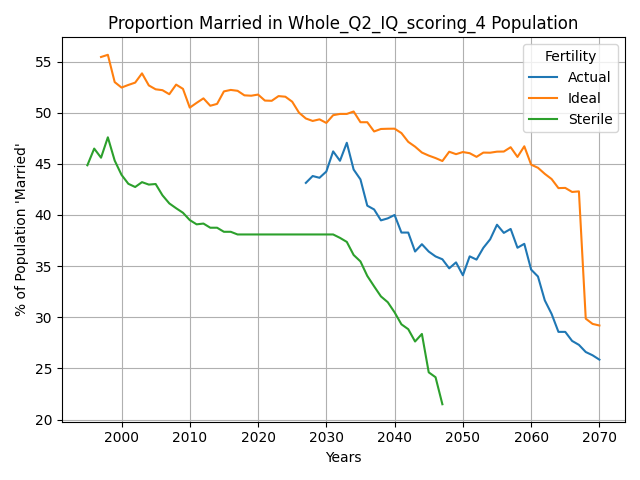 Proportion Married in Whole_Q2_IQ_scoring_4 Population
% of Population 'Married'
55
50
45
40
35
30
25
20
Fertility
Actual
Ideal
Sterile
2000
2010
2020
2030
2040
2050
2060
2070
Years